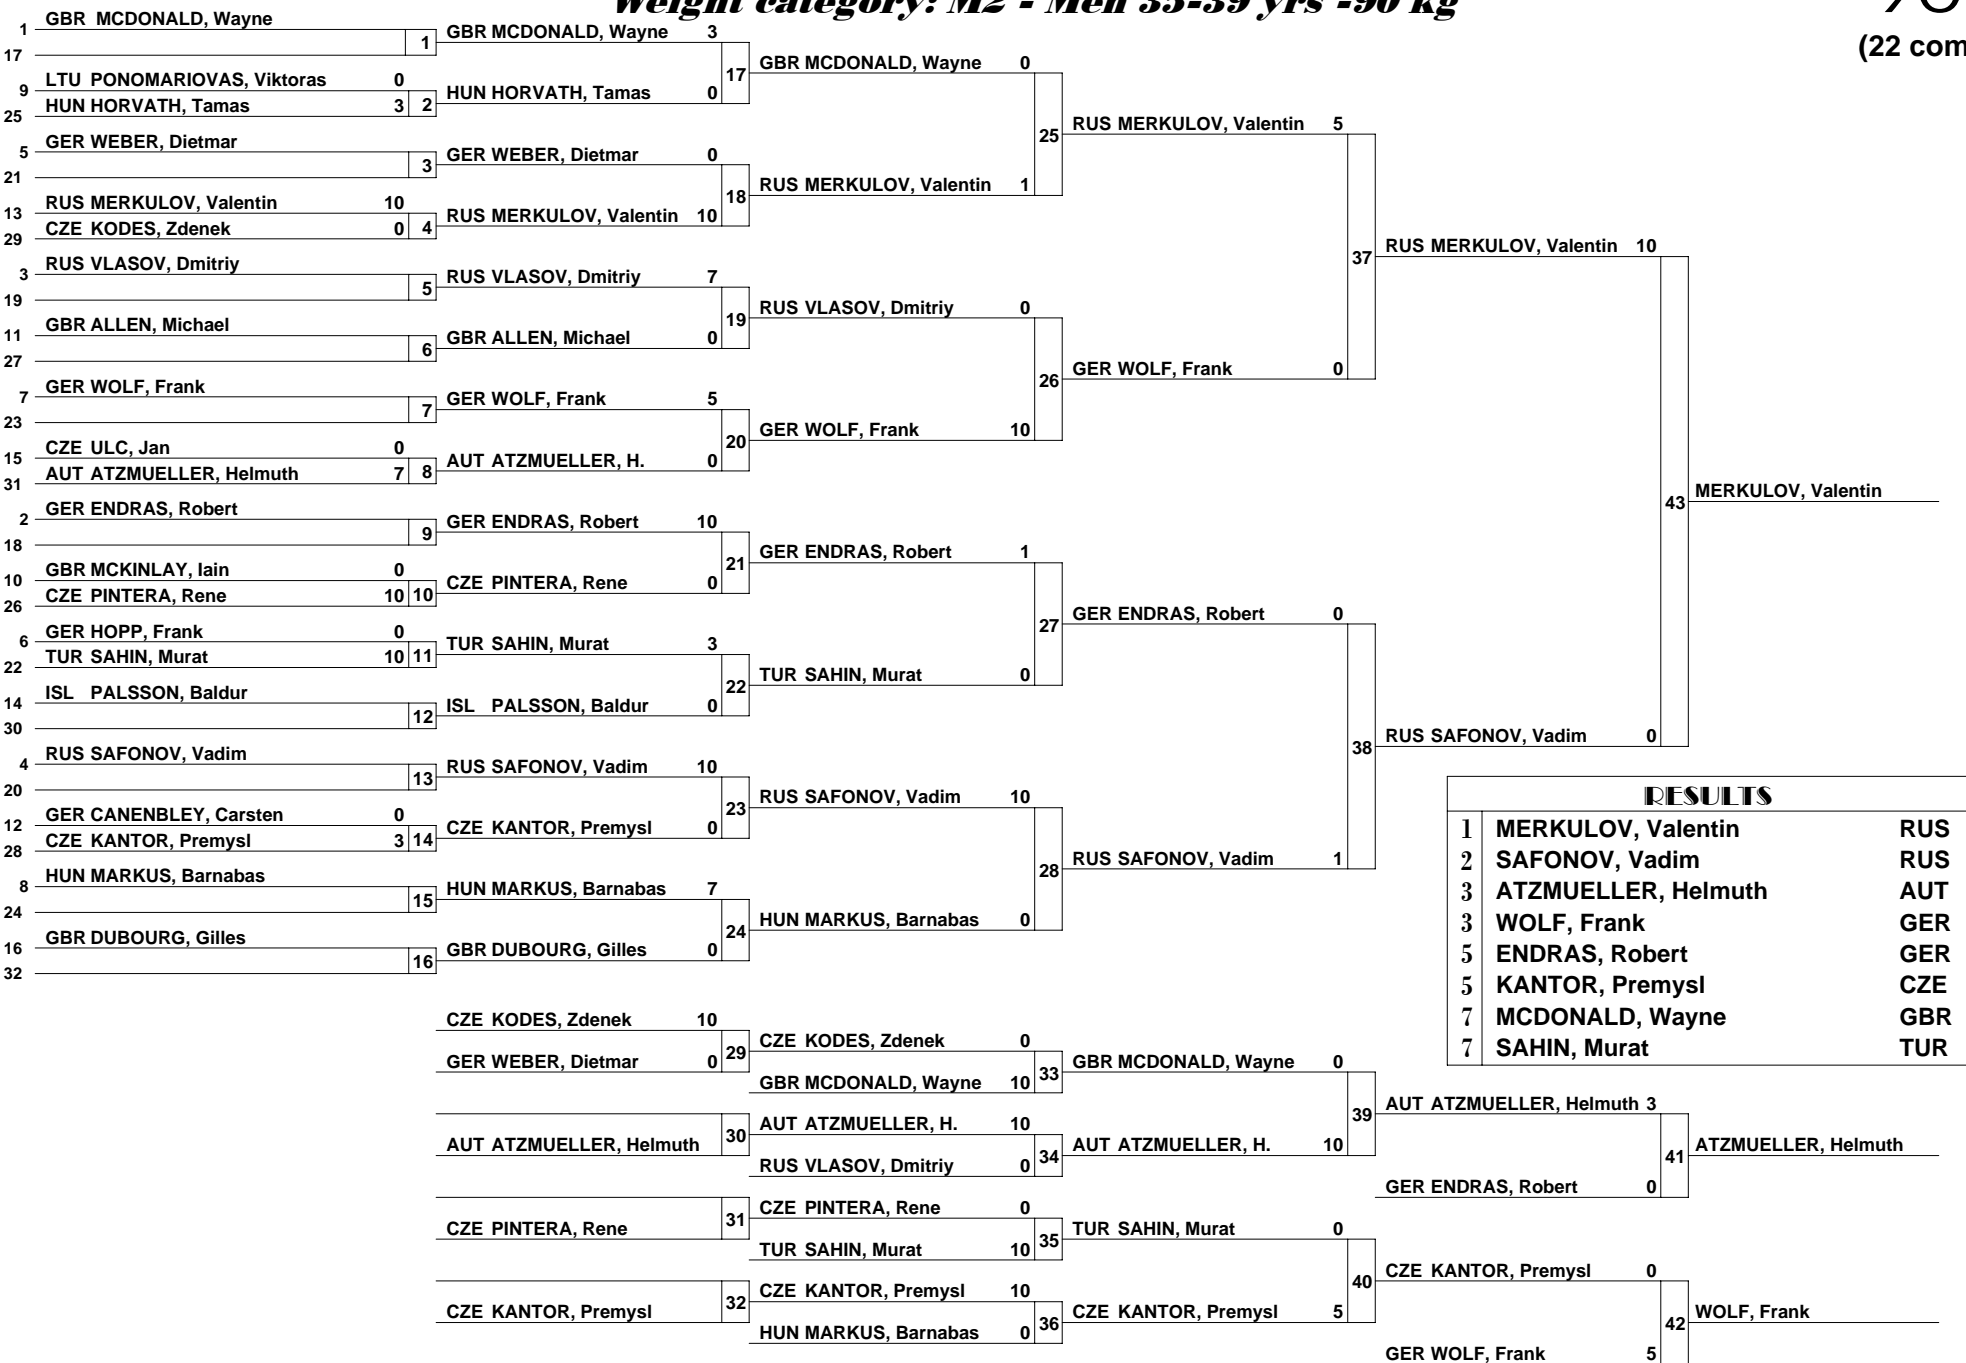 Weight category: M2 - Men 35-39 yrs -90 kg
(22 com
1 GBR MCDONALD, Wayne
17
1
9 LTU PONOMARIOVAS, Viktoras 0
25 HUN HORVATH, Tamas 3
2
5 GER WEBER, Dietmar
21
3
13 RUS MERKULOV, Valentin 10
29 CZE KODES, Zdenek 0
4
3 RUS VLASOV, Dmitriy
19
5
11 GBR ALLEN, Michael
27
6
7 GER WOLF, Frank
23
7
15 CZE ULC, Jan 0
31 AUT ATZMUELLER, Helmuth 7
8
2 GER ENDRAS, Robert
18
9
10 GBR MCKINLAY, Iain 0
26 CZE PINTERA, Rene 10
10
6 GER HOPP, Frank 0
22 TUR SAHIN, Murat 10
11
14 ISL PALSSON, Baldur
30
12
4 RUS SAFONOV, Vadim
20
13
12 GER CANENBLEY, Carsten 0
28 CZE KANTOR, Premysl 3
14
8 HUN MARKUS, Barnabas
24
15
16 GBR DUBOURG, Gilles
32
16
GBR MCDONALD, Wayne 3
HUN HORVATH, Tamas 0
17
GER WEBER, Dietmar 0
RUS MERKULOV, Valentin 10
18
RUS VLASOV, Dmitriy 7
GBR ALLEN, Michael 0
19
GER WOLF, Frank 5
AUT ATZMUELLER, H. 0
20
GER ENDRAS, Robert 10
CZE PINTERA, Rene 0
21
TUR SAHIN, Murat 3
ISL PALSSON, Baldur 0
22
RUS SAFONOV, Vadim 10
CZE KANTOR, Premysl 0
23
HUN MARKUS, Barnabas 7
GBR DUBOURG, Gilles 0
24
GBR MCDONALD, Wayne 0
RUS MERKULOV, Valentin 1
25
RUS VLASOV, Dmitriy 0
GER WOLF, Frank 10
26
GER ENDRAS, Robert 1
TUR SAHIN, Murat 0
27
RUS SAFONOV, Vadim 10
HUN MARKUS, Barnabas 0
28
RUS MERKULOV, Valentin 5
GER WOLF, Frank 0
37
GER ENDRAS, Robert 0
RUS SAFONOV, Vadim 1
38
RUS MERKULOV, Valentin 10
RUS SAFONOV, Vadim 0
43
MERKULOV, Valentin
RESULTS
1 MERKULOV, Valentin RUS
2 SAFONOV, Vadim RUS
3 ATZMUELLER, Helmuth AUT
3 WOLF, Frank GER
5 ENDRAS, Robert GER
5 KANTOR, Premysl CZE
7 MCDONALD, Wayne GBR
7 SAHIN, Murat TUR
CZE KODES, Zdenek 10
GER WEBER, Dietmar 0
29
AUT ATZMUELLER, Helmuth
30
CZE PINTERA, Rene
31
CZE KANTOR, Premysl
32
CZE KODES, Zdenek 0
GBR MCDONALD, Wayne 10
33
AUT ATZMUELLER, H. 10
RUS VLASOV, Dmitriy 0
34
CZE PINTERA, Rene 0
TUR SAHIN, Murat 10
35
CZE KANTOR, Premysl 10
HUN MARKUS, Barnabas 0
36
GBR MCDONALD, Wayne 0
AUT ATZMUELLER, H. 10
39
TUR SAHIN, Murat 0
CZE KANTOR, Premysl 5
40
AUT ATZMUELLER, Helmuth 3
GER ENDRAS, Robert 0
41
ATZMUELLER, Helmuth
CZE KANTOR, Premysl 0
GER WOLF, Frank 5
42
WOLF, Frank